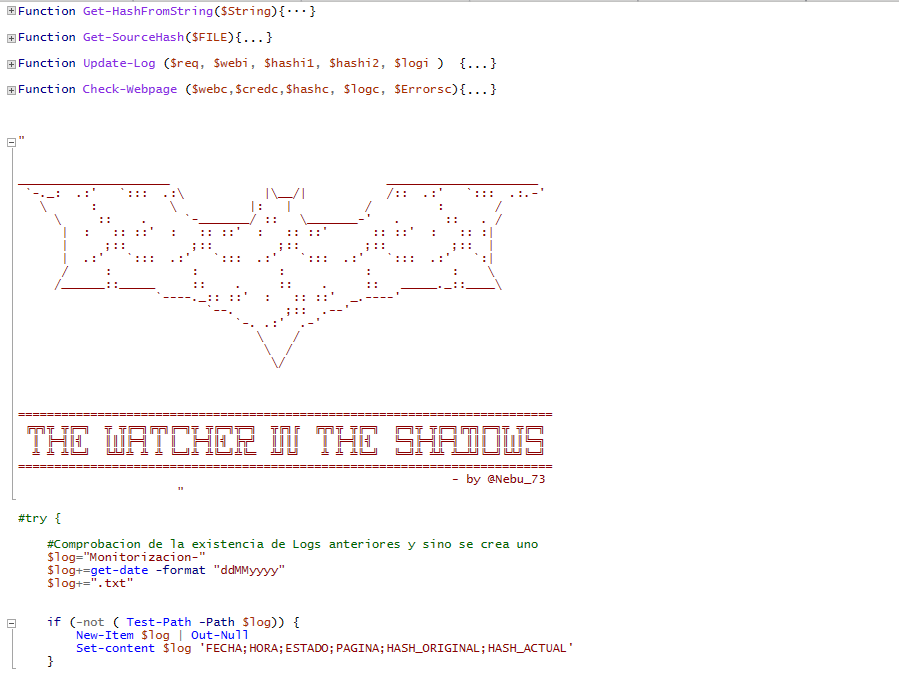 Function Get-HashFromString($String){...}
Function Get-SourceHash($FILE){...}
Function Update-Log ($req, $webi, $hashi1, $hashi2, $logi )  {...}
Function Check-Webpage ($webc,$credc,$hashc, $logc, $Errorsc){...}
"
THE WATCHER IN THE SHADOWS
- by @Nebu_73
"
#try {
#Comprobacion de la existencia de Logs anteriores y sino se crea uno
$log="Monitorizacion-"
$log+=get-date -format "ddMMyyyy"
$log+=".txt"
if (-not ( Test-Path -Path $log)) {
New-Item $log | Out-Null
Set-content $log 'FECHA;HORA;ESTADO;PAGINA;HASH_ORIGINAL;HASH_ACTUAL'
}